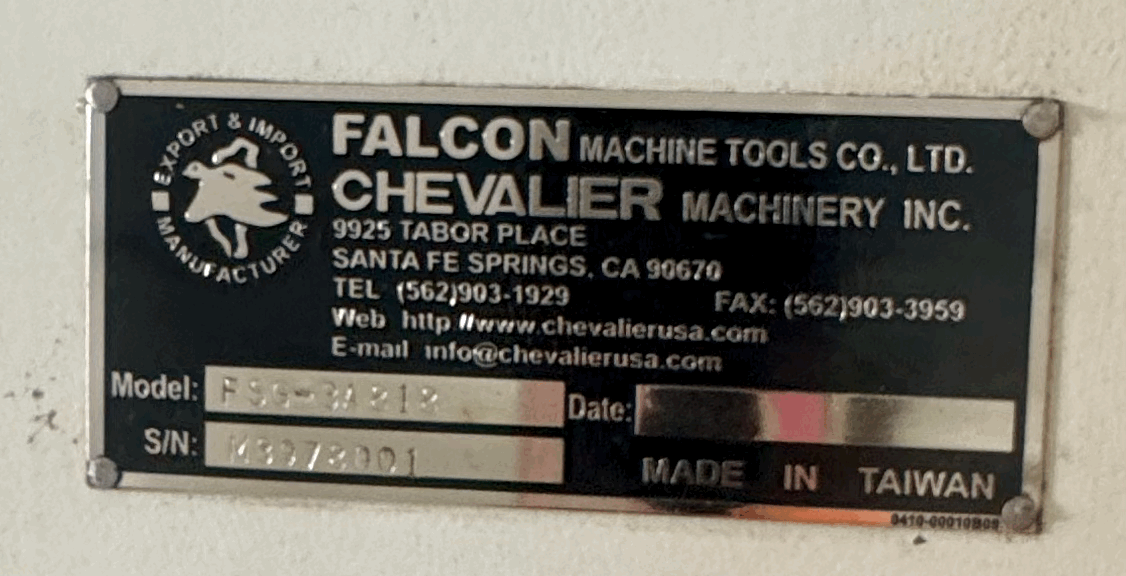 EXPORT & IMPORT
MANUFACTURER
FALCON MACHINE TOOLS CO., LTD.
CHEVALIER MACHINERY INC.
9925 TABOR PLACE
SANTA FE SPRINGS, CA 90670
TEL (562)903-1929 FAX: (562)903-3959
Web http://www.chevalierusa.com
E-mail info@chevalierusa.com
Model: FSG-3A818 Date:
S/N:
MADE IN TAIWAN